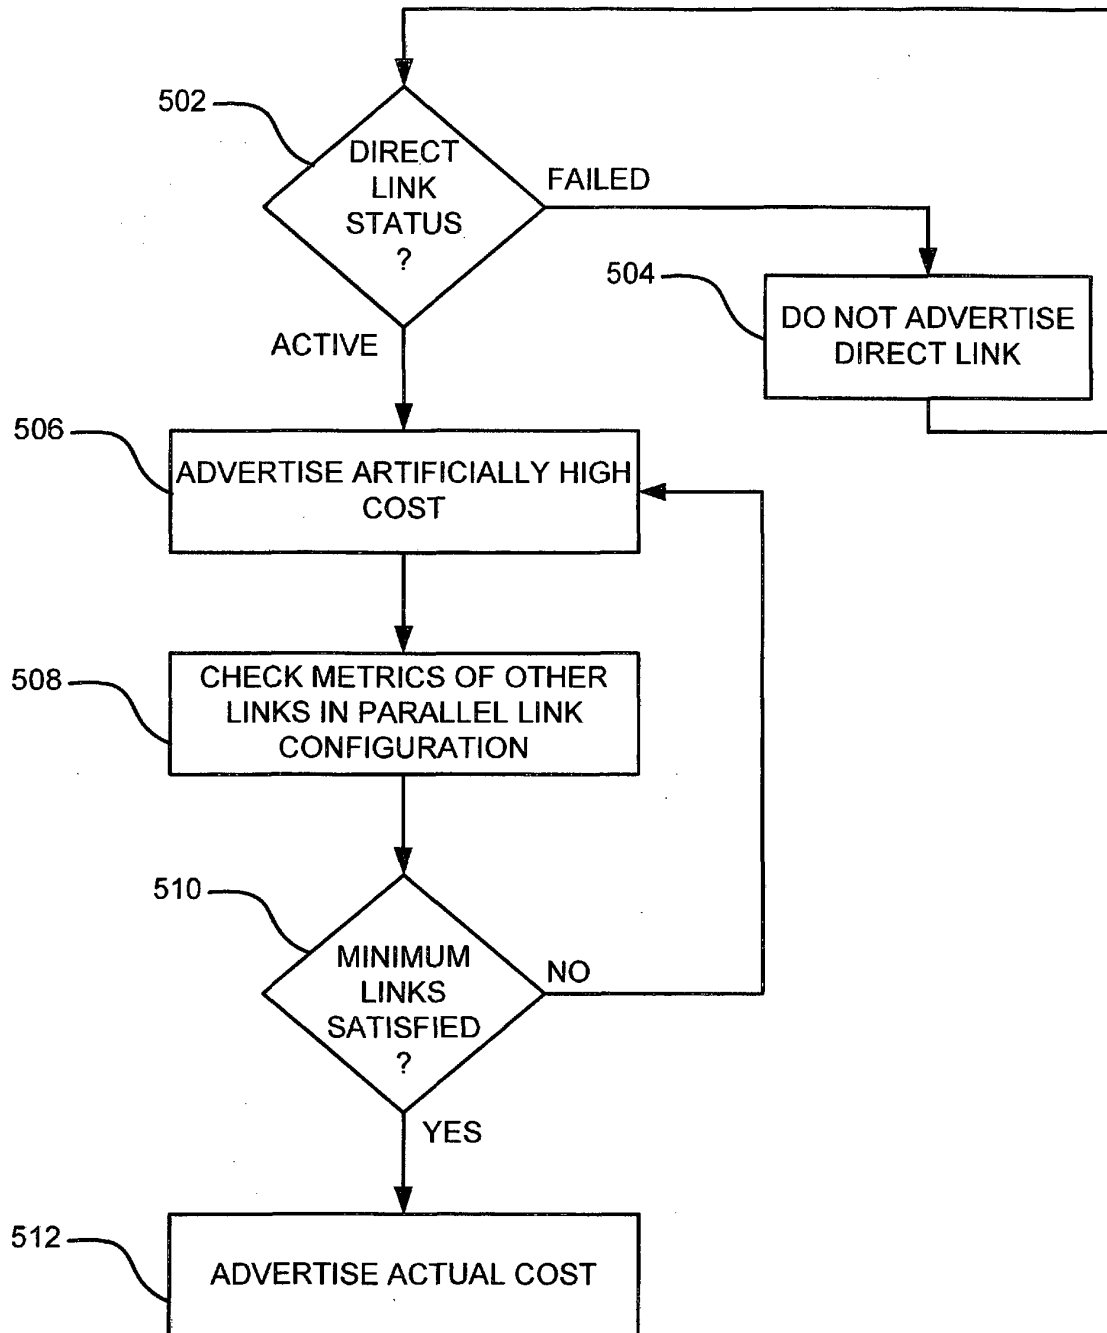 502
DIRECT
LINK
STATUS
?
FAILED
504
DO NOT ADVERTISE
DIRECT LINK
ACTIVE
506
ADVERTISE ARTIFICIALLY HIGH
COST
508
CHECK METRICS OF OTHER
LINKS IN PARALLEL LINK
CONFIGURATION
510
MINIMUM
LINKS
SATISFIED
?
NO
YES
512
ADVERTISE ACTUAL COST